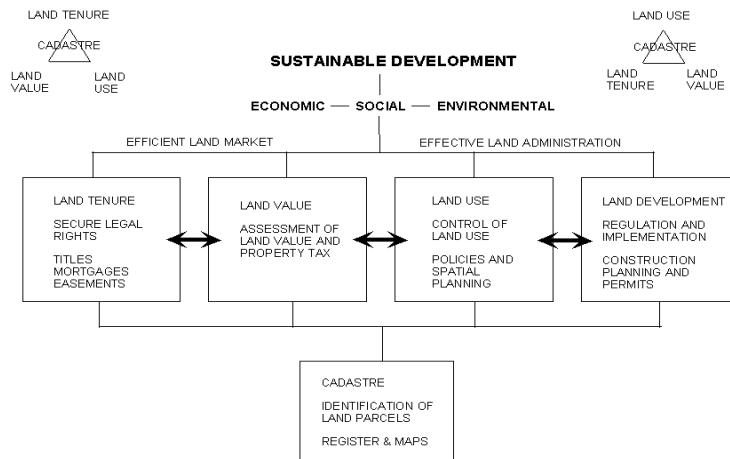 LAND TENURE
CADASTRE
LAND
VALUE
LAND
USE
LAND USE
CADASTRE
LAND
TENURE
LAND
VALUE
SUSTAINABLE DEVELOPMENT
ECONOMIC — SOCIAL — ENVIRONMENTAL
EFFICIENT LAND MARKET
EFFECTIVE LAND ADMINISTRATION
LAND TENURE
SECURE LEGAL
RIGHTS
TITLES
MORTGAGES
EASEMENTS
LAND VALUE
ASSESSMENT OF
LAND VALUE AND
PROPERTY TAX
LAND USE
CONTROL OF
LAND USE
POLICIES AND
SPATIAL
PLANNING
LAND DEVELOPMENT
REGULATION AND
IMPLEMENTATION
CONSTRUCTION
PLANNING AND
PERMITS
CADASTRE
IDENTIFICATION OF
LAND PARCELS
REGISTER & MAPS